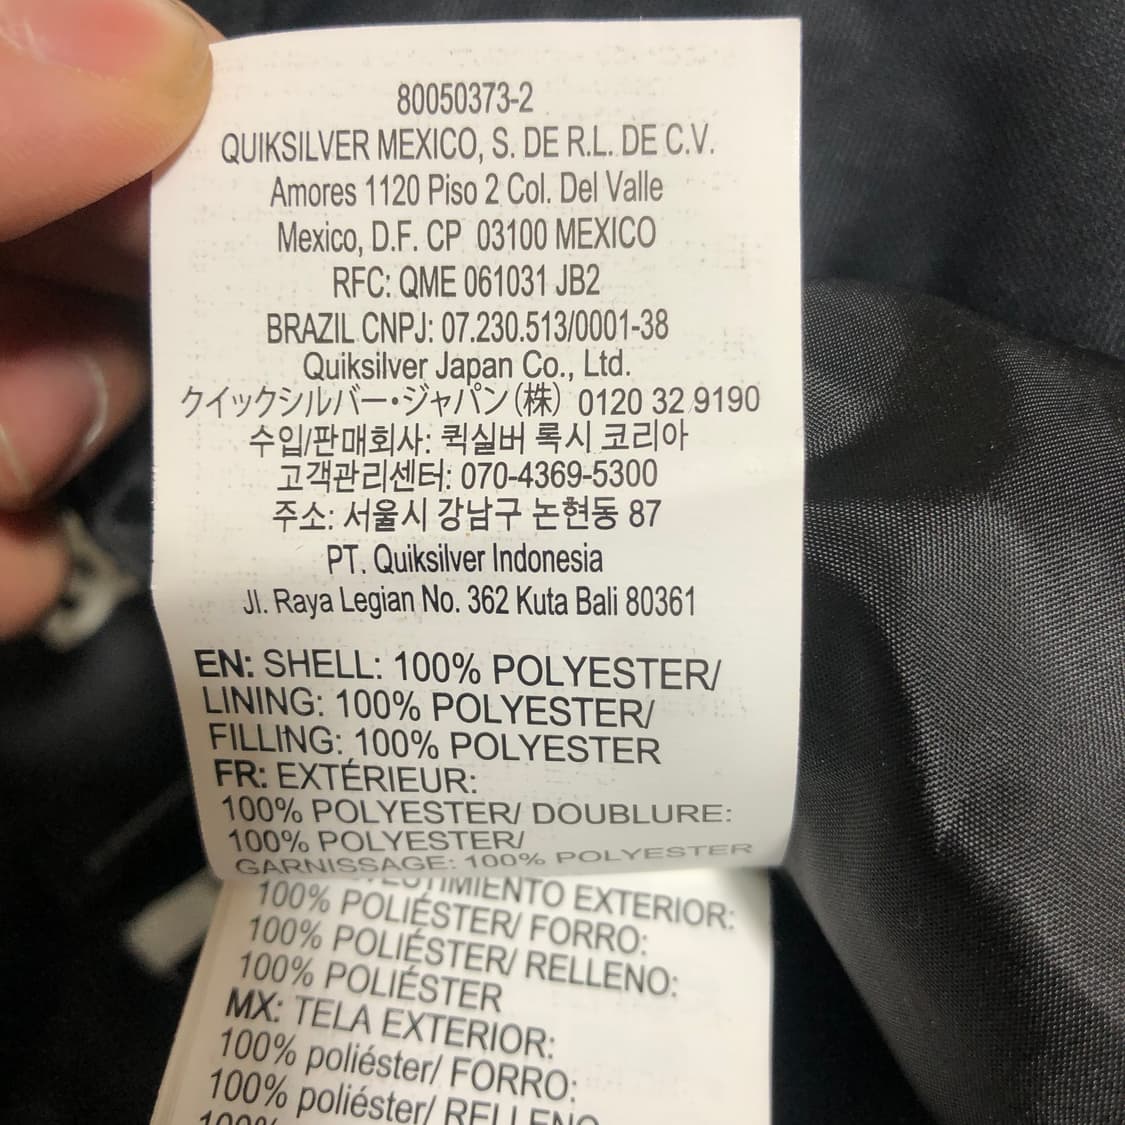 80050373-2
QUIKSILVER MEXICO, S. DE R.L. DE C.V.
Amores 1120 Piso 2 Col. Del Valle
Mexico, D.F. CP 03100 MEXICO
RFC: QME 061031 JB2
BRAZIL CNPJ: 07.230.513/0001-38
Quiksilver Japan Co., Ltd.
クイックシルバー・ジャパン(株) 0120 32 9190
수입/판매회사: 퀵실버 록시 코리아
고객관리센터: 070-4369-5300
주소: 서울시 강남구 논현동 87
PT. Quiksilver Indonesia
Jl. Raya Legian No. 362 Kuta Bali 80361
EN: SHELL: 100% POLYESTER/
LINING: 100% POLYESTER/
FILLING: 100% POLYESTER
FR: EXTÉRIEUR:
100% POLYESTER/ DOUBLURE:
100% POLYESTER/
GARNISSAGE: 100% POLYESTER
EXTERIOR:
100% POLIÉSTER/ FORRO:
100% POLIÉSTER/ RELLENO:
100% POLIÉSTER
MX: TELA EXTERIOR:
100% poliéster/ FORRO:
100% poliéster/